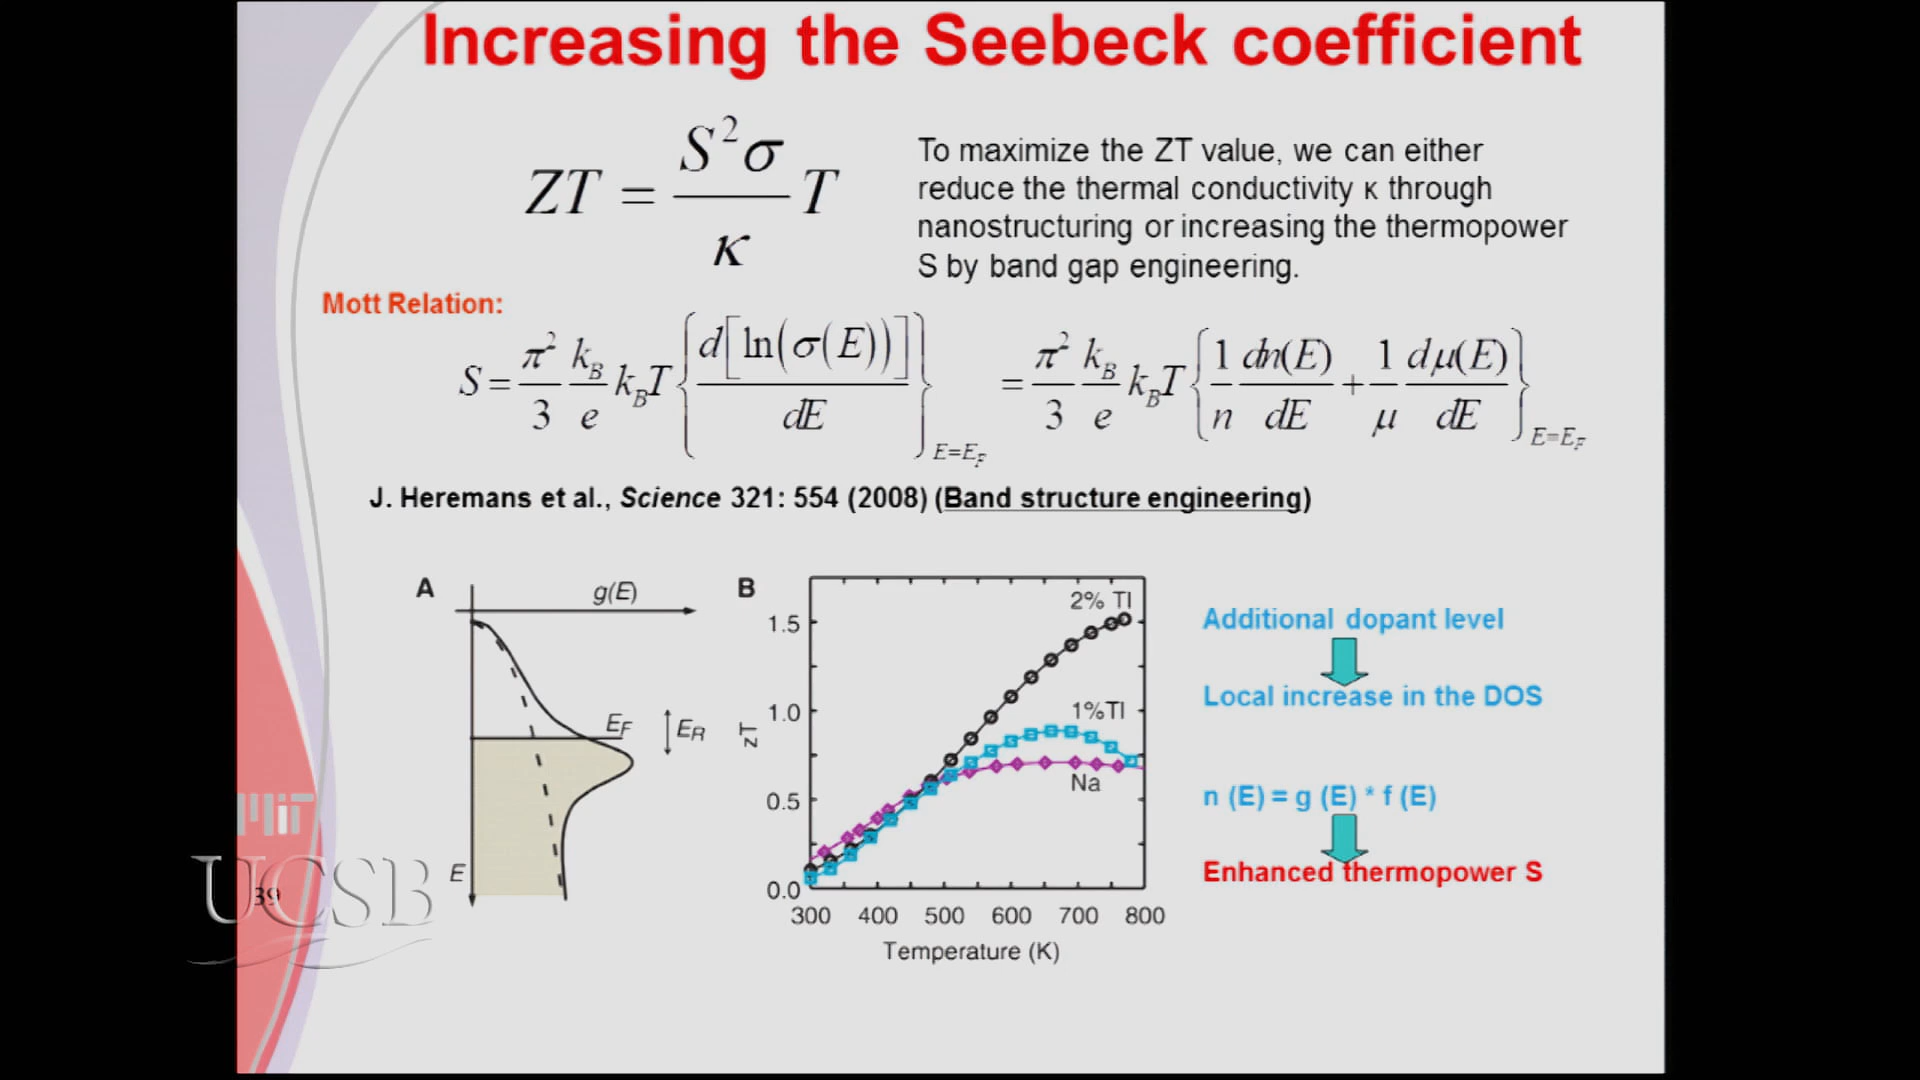 Increasing the Seebeck coefficient
ZT = S²σ/κ T
To maximize the ZT value, we can either
reduce the thermal conductivity κ through
nanostructuring or increasing the thermopower
S by band gap engineering.
Mott Relation:
S = π²/3 k_B/e k_BT {d[ln(σ(E))]/dE}_{E=E_F} = π²/3 k_B/e k_BT {1/n dn(E)/dE + 1/μ dμ(E)/dE}_{E=E_F}
J. Heremans et al., Science 321: 554 (2008) (Band structure engineering)
A
g(E)
E_F
E_R
E
B
zT
1.5
1.0
0.5
0.0
2% Tl
1%Tl
Na
300 400 500 600 700 800
Temperature (K)
Additional dopant level
Local increase in the DOS
n (E) = g (E) * f (E)
Enhanced thermopower S
MIT
UCSB
39